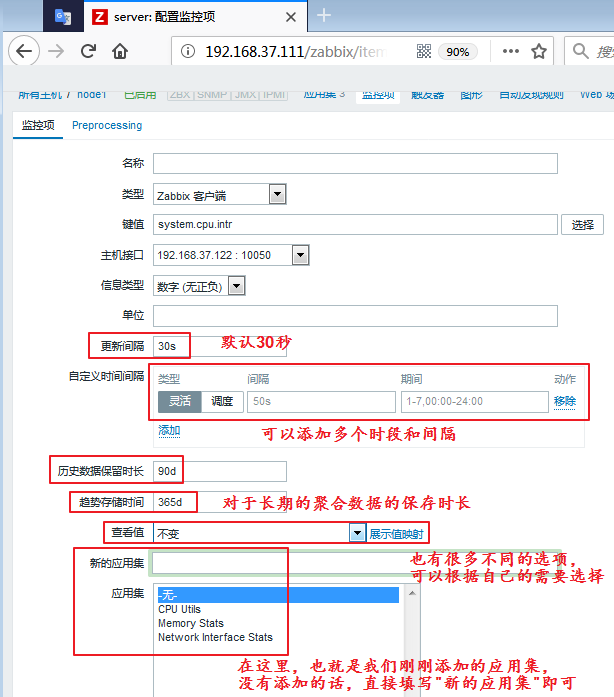 server: 配置监控项
192.168.37.111/zabbix/item
90%
搜
所有主机 / node1 已启用 ZBX SNMP JMX IPMI 应用集 3 监控项 触发器 图形 自动发现规则 Web 场
监控项 Preprocessing
名称
类型 Zabbix 客户端
键值 system.cpu.intr 选择
主机接口 192.168.37.122 : 10050
信息类型 数字 (无正负)
单位
更新间隔 30s 默认30秒
自定义时间间隔 类型 间隔 期间 动作
灵活 调度 50s 1-7,00:00-24:00 移除
添加 可以添加多个时段和间隔
历史数据保留时长 90d
趋势存储时间 365d 对于长期的聚合数据的保存时长
查看值 不变 展示值映射
新的应用集 也有很多不同的选项，
可以根据自己的需要选择
应用集 -无-
CPU Utils
Memory Stats
Network Interface Stats
在这里，也就是我们刚刚添加的应用集，
没有添加的话，直接填写"新的应用集"即可